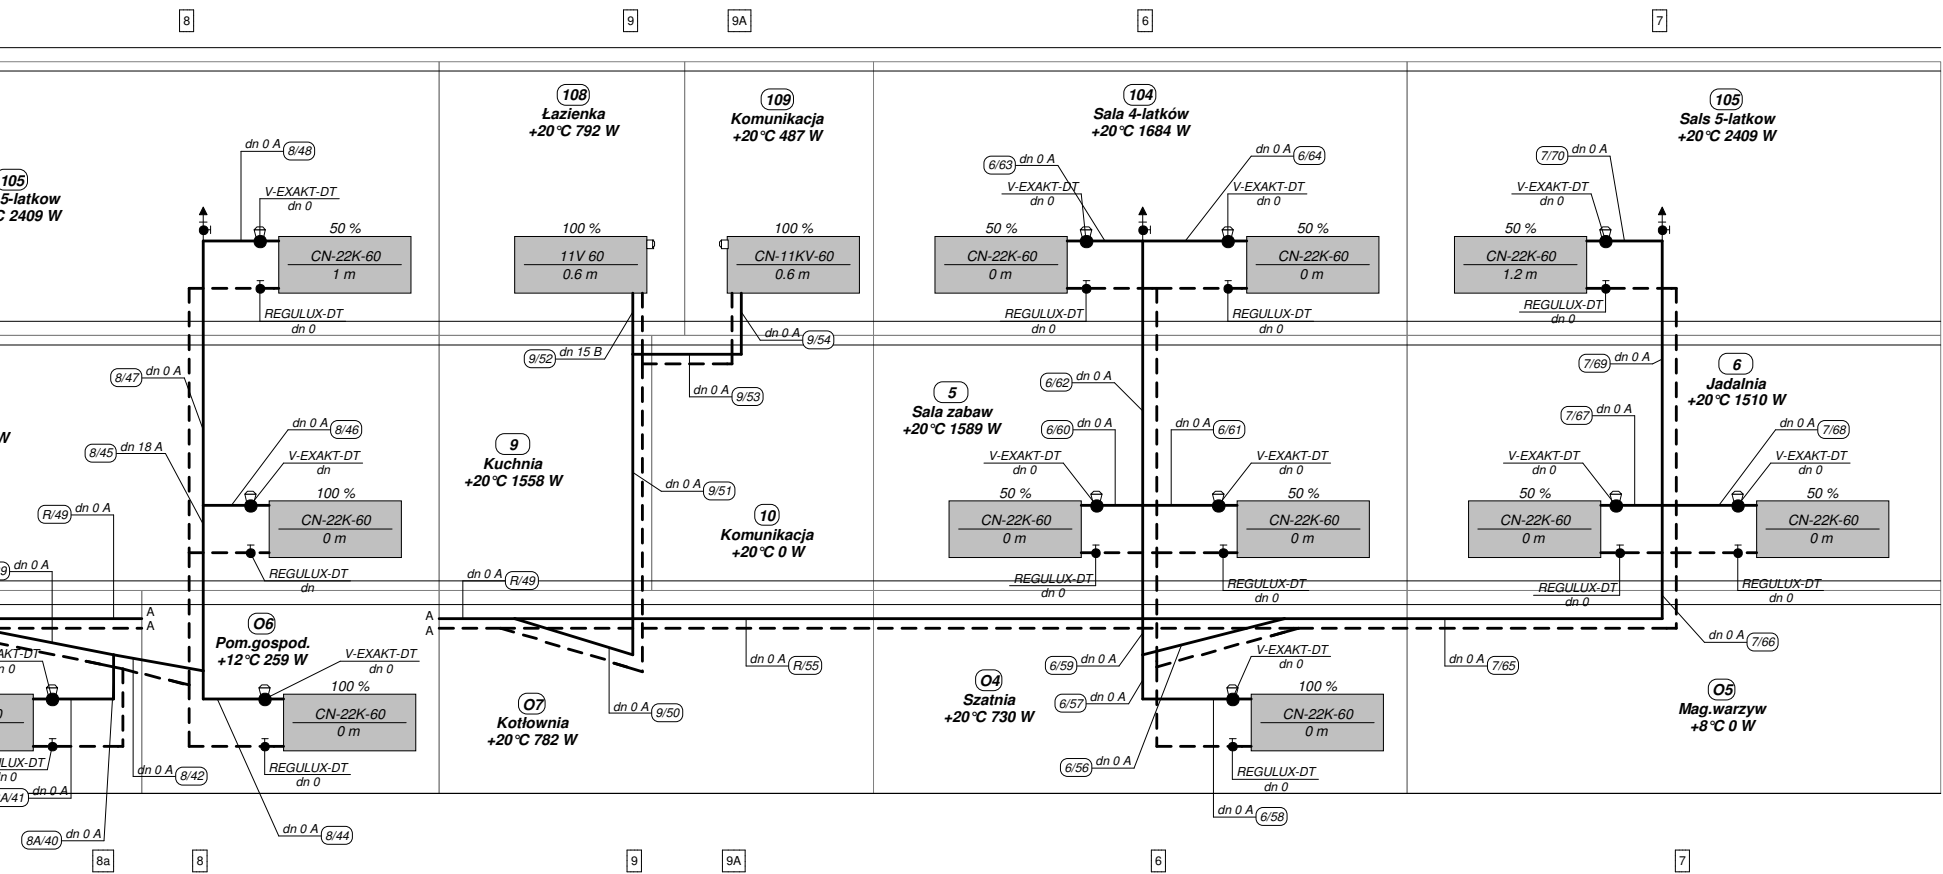 8
9
9A
6
7
105
5-latkow
C 2409 W
dn 0 A 8/48
V-EXAKT-DT
dn 0
50 %
CN-22K-60
1 m
REGULUX-DT
dn 0
108
Łazienka
+20°C 792 W
100 %
11V 60
0.6 m
109
Komunikacja
+20°C 487 W
100 %
CN-11KV-60
0.6 m
104
Sala 4-latków
+20°C 1684 W
6/63 dn 0 A
dn 0 A 6/64
V-EXAKT-DT
dn 0
V-EXAKT-DT
dn 0
50 %
CN-22K-60
0 m
50 %
CN-22K-60
0 m
REGULUX-DT
dn 0
REGULUX-DT
dn 0
105
Sals 5-latkow
+20°C 2409 W
7/70 dn 0 A
V-EXAKT-DT
dn 0
50 %
CN-22K-60
1.2 m
REGULUX-DT
dn 0
9/52 dn 15 B
dn 0 A 9/54
dn 0 A 9/53
8/47 dn 0 A
W
8/45 dn 18 A
dn 0 A 8/46
V-EXAKT-DT
dn
100 %
CN-22K-60
0 m
REGULUX-DT
dn
R/49 dn 0 A
9 dn 0 A
9
Kuchnia
+20°C 1558 W
dn 0 A 9/51
10
Komunikacja
+20°C 0 W
5
Sala zabaw
+20°C 1589 W
6/62 dn 0 A
6/60 dn 0 A
dn 0 A 6/61
V-EXAKT-DT
dn 0
V-EXAKT-DT
dn 0
50 %
CN-22K-60
0 m
50 %
CN-22K-60
0 m
REGULUX-DT
dn 0
REGULUX-DT
dn 0
7/69 dn 0 A
6
Jadalnia
+20°C 1510 W
7/67 dn 0 A
dn 0 A 7/68
V-EXAKT-DT
dn 0
V-EXAKT-DT
dn 0
50 %
CN-22K-60
0 m
50 %
CN-22K-60
0 m
REGULUX-DT
dn 0
REGULUX-DT
dn 0
A
A
O6
Pom.gospod.
+12°C 259 W
V-EXAKT-DT
dn 0
100 %
CN-22K-60
0 m
REGULUX-DT
dn 0
AKT-DT
n 0
0
ULUX-DT
n 0
A/41 dn 0 A
dn 0 A 8/42
8A/40 dn 0 A
dn 0 A 8/44
A
A
dn 0 A R/49
O7
Kotłownia
+20°C 782 W
dn 0 A 9/50
dn 0 A R/55
O4
Szatnia
+20°C 730 W
6/59 dn 0 A
6/57 dn 0 A
6/56 dn 0 A
V-EXAKT-DT
dn 0
100 %
CN-22K-60
0 m
REGULUX-DT
dn 0
dn 0 A 6/58
dn 0 A 7/65
dn 0 A 7/66
O5
Mag.warzyw
+8°C 0 W
8a
8
9
9A
6
7